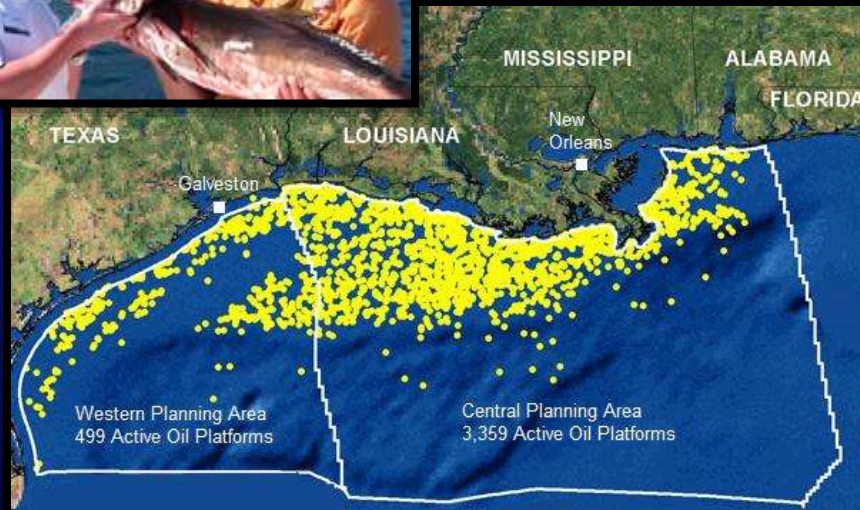 MISSISSIPPI
ALABAMA
FLORIDA
TEXAS
LOUISIANA
New
Orleans
Galveston
Western Planning Area
499 Active Oil Platforms
Central Planning Area
3,359 Active Oil Platforms